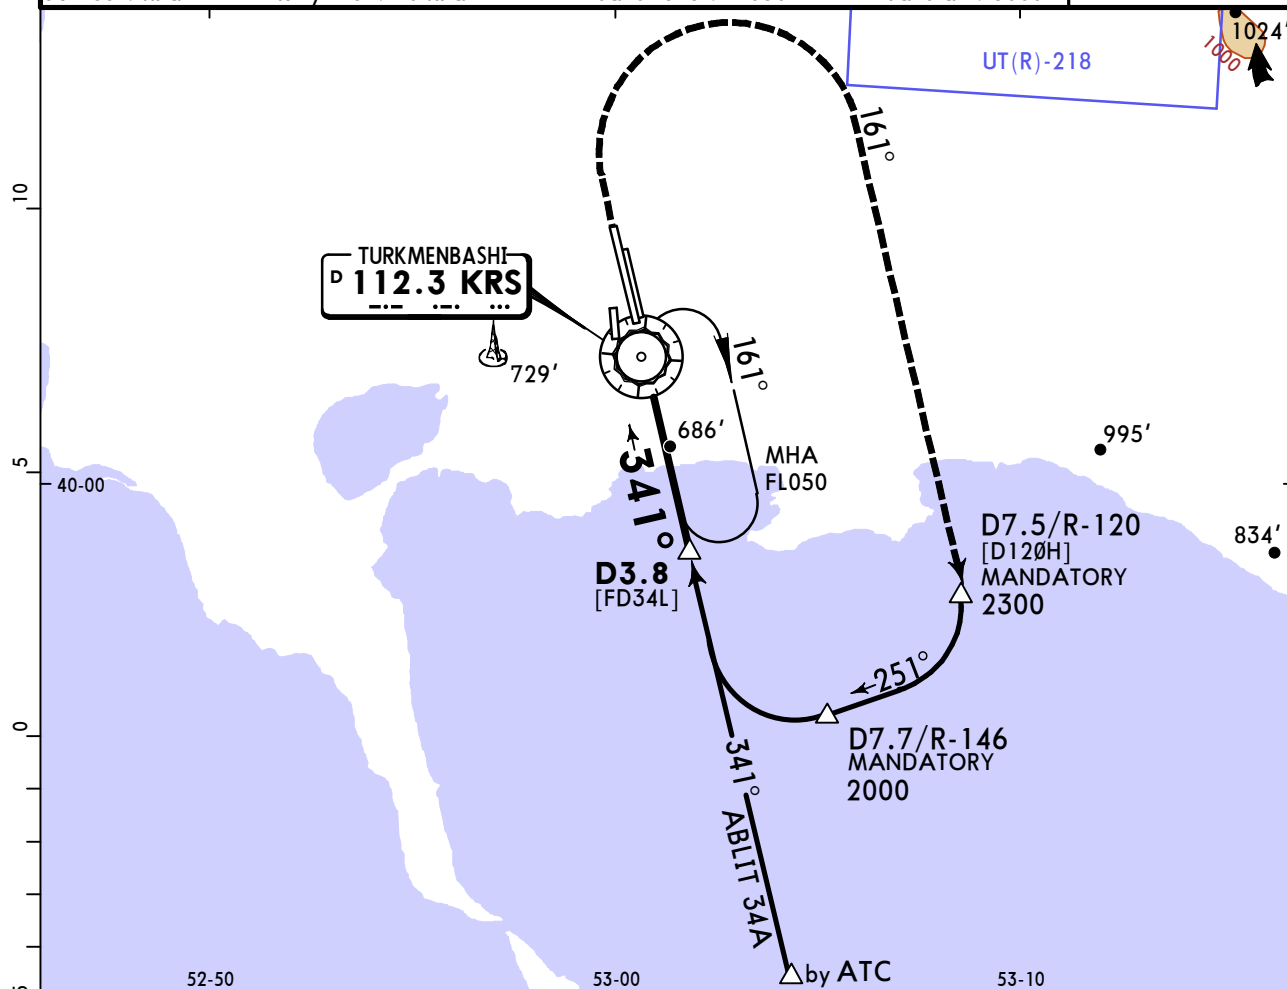 1024'
1000
UT(R)-218
161°
10
TURKMENBASHI
D 112.3 KRS
729'
161°
686'
995'
MHA
FL050
341°
5
40-00
D7.5/R-120
[D120H]
MANDATORY
2300
834'
D3.8
[FD34L]
251°
0
D7.7/R-146
MANDATORY
2000
341°
ABLIT 34A
by ATC
52-50
53-00
53-10